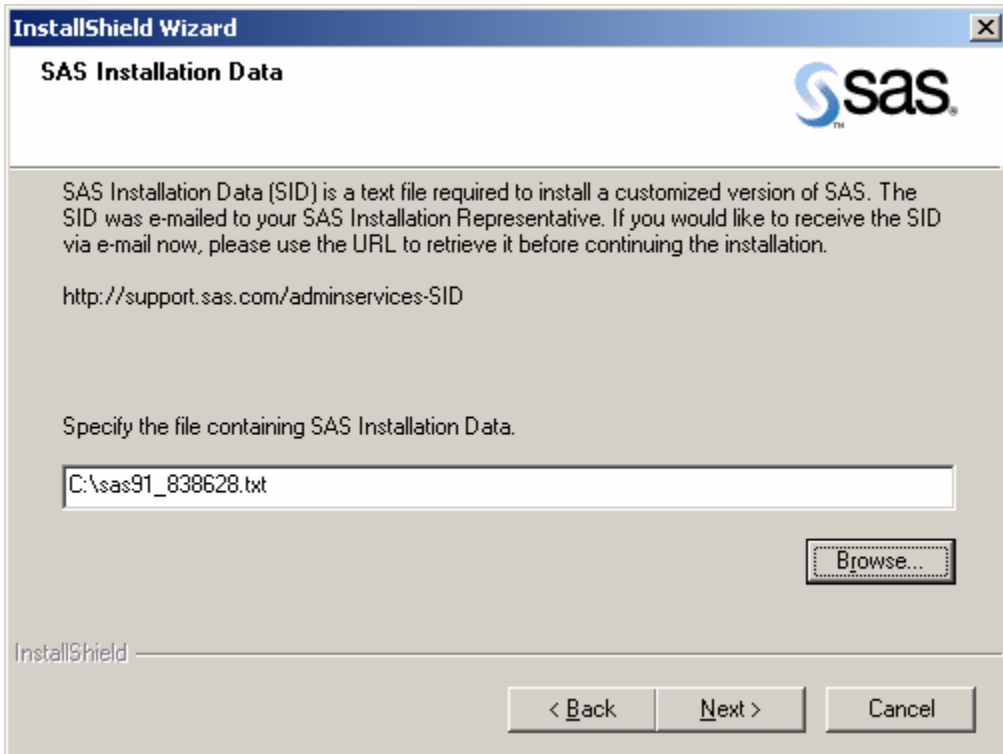 InstallShield Wizard
SAS Installation Data
sas.
TM
SAS Installation Data (SID) is a text file required to install a customized version of SAS. The
SID was e-mailed to your SAS Installation Representative. If you would like to receive the SID
via e-mail now, please use the URL to retrieve it before continuing the installation.
http://support.sas.com/adminservices-SID
Specify the file containing SAS Installation Data.
C:\sas91_838628.txt
Browse...
InstallShield
< Back
Next >
Cancel